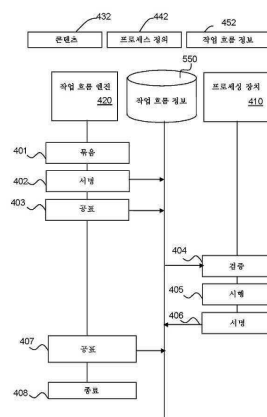 432
442
452
콘텐츠
프로세스 정의
작업 흐름 정보
550
작업 흐름 엔진
420
작업 흐름 정보
프로세싱 장치
410
401
묶음
402
서명
403
공표
404
검증
405
시행
406
서명
407
공표
408
종료